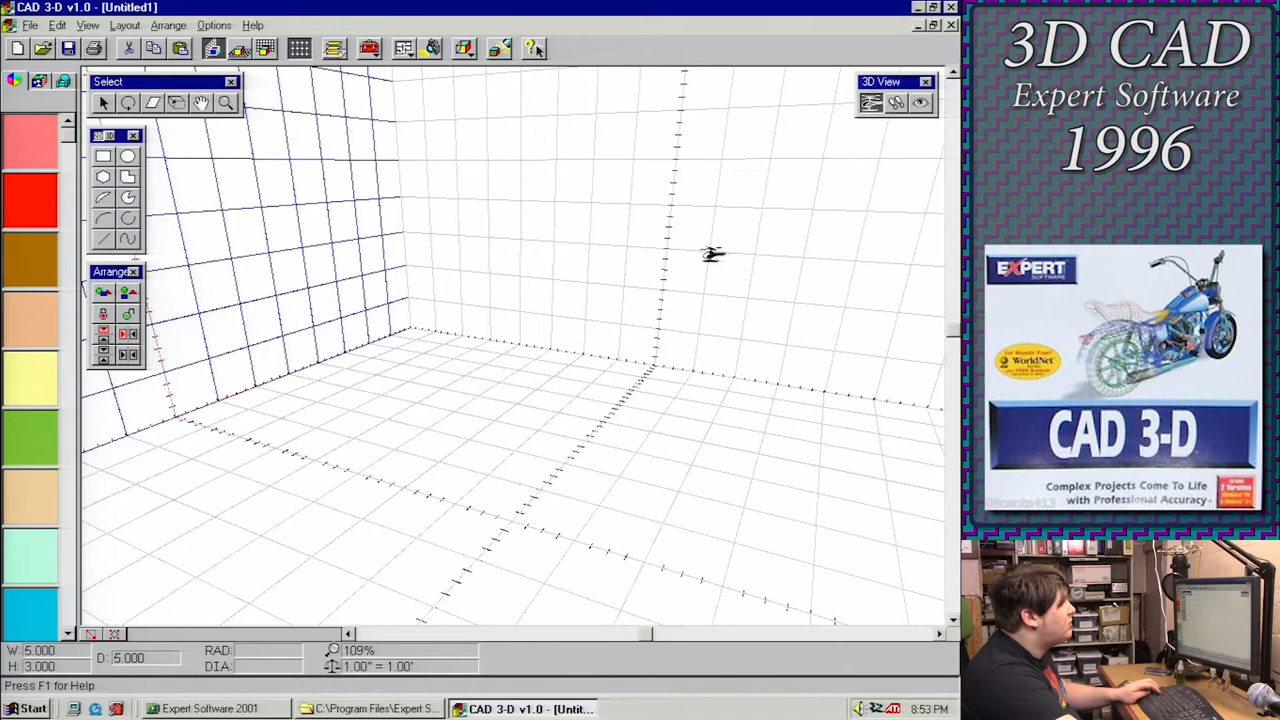 CAD 3-D v1.0 - [Untitled1]
File Edit View Layout Arrange Options Help
Select
3D View
Arrange
W: 5.000
H: 3.000
D: 5.000
RAD:
DIA:
109%
1.00" = 1.00'
Press F1 for Help
Start
Expert Software 2001
C:\Program Files\Expert S...
CAD 3-D v1.0 - [Untit...
8:53 PM
3D CAD
Expert Software
1996
EXPERT
SOFTWARE
WorldNet
CAD 3-D
Complex Projects Come To Life
with Professional Accuracy